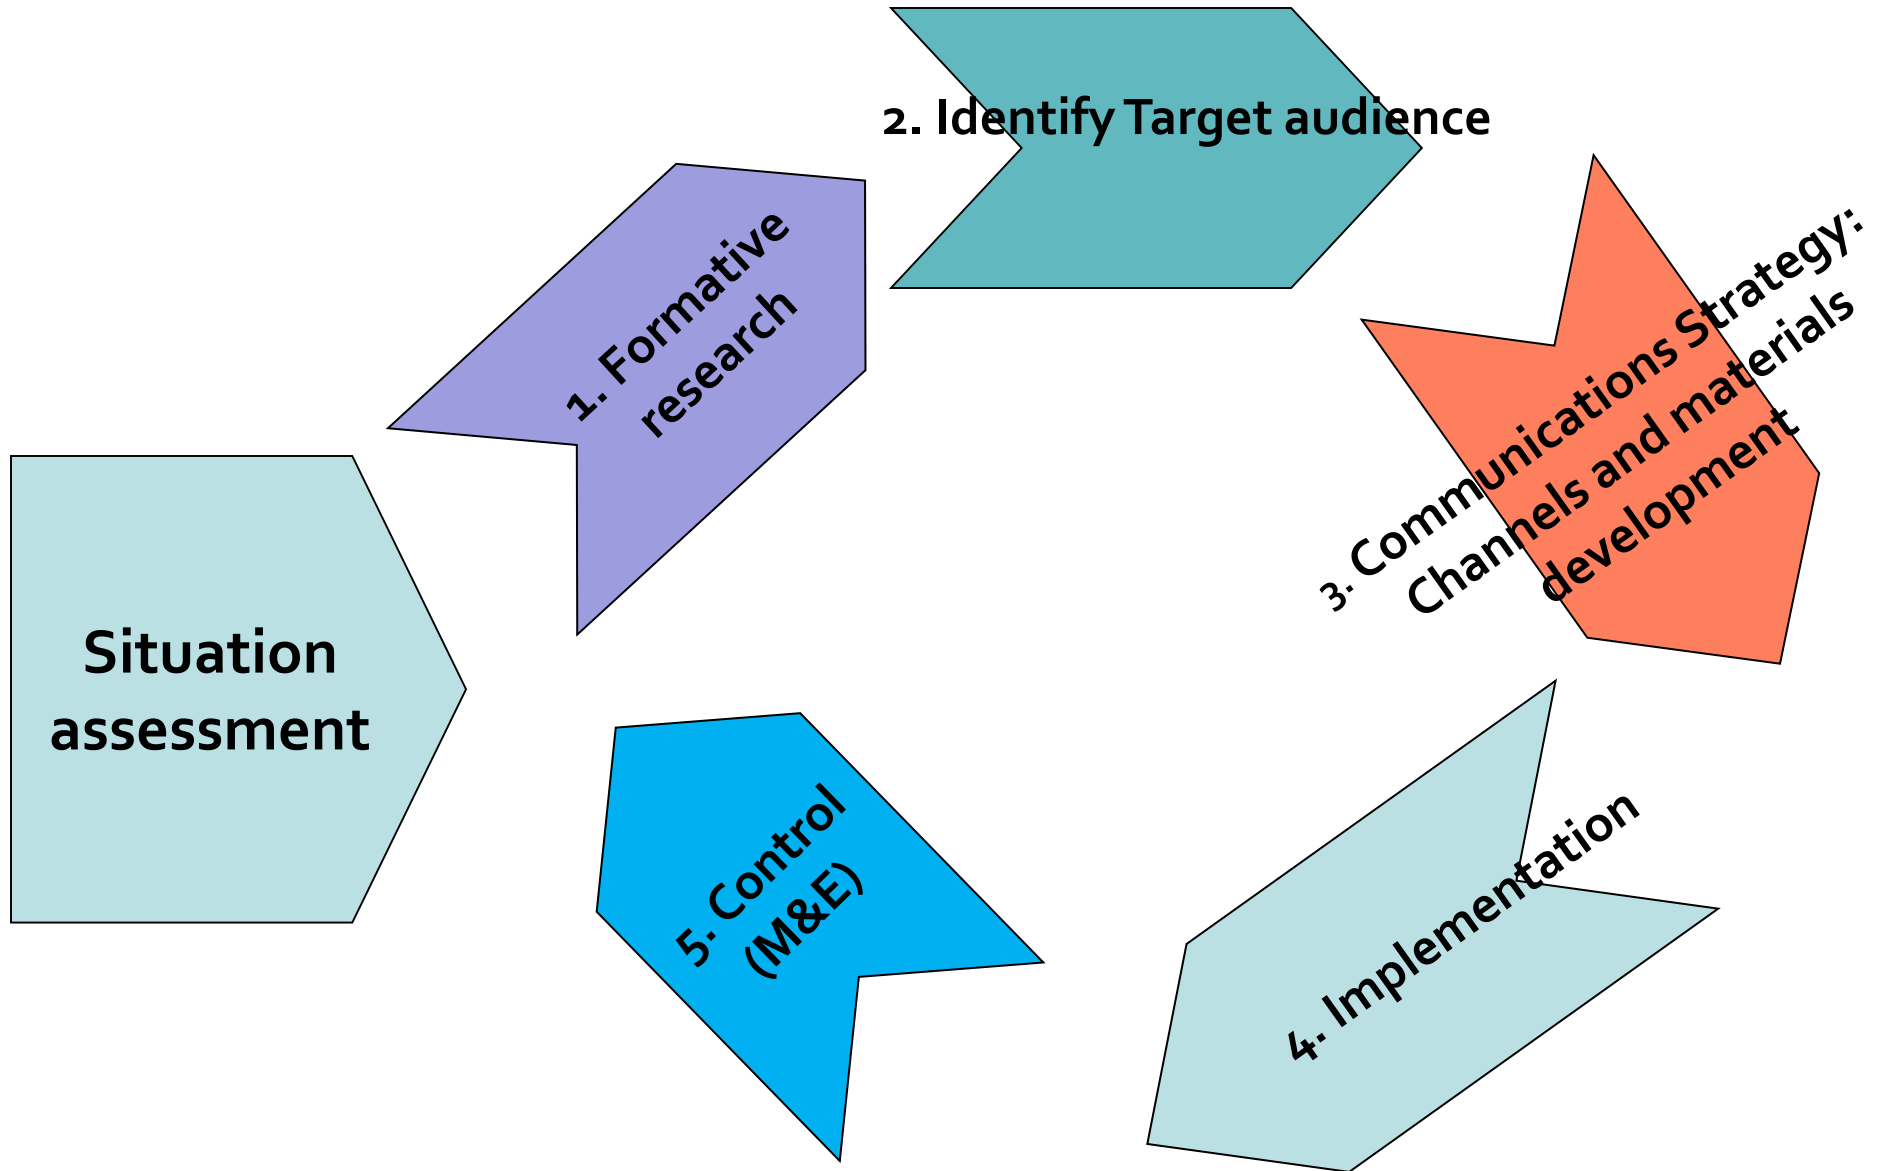 Situation
assessment
1. Formative
research
2. Identify Target audience
3. Communications Strategy:
Channels and materials
development
4. Implementation
5. Control
(M&E)